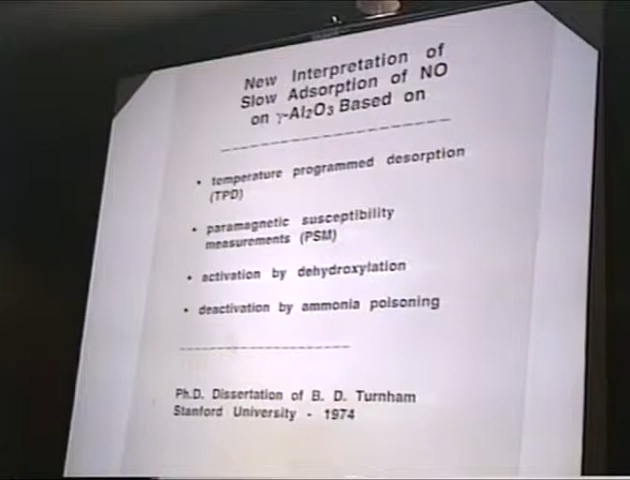 New Interpretation of
Slow Adsorption of NO
on γ-Al₂O₃ Based on
• temperature programmed desorption
(TPD)
• paramagnetic susceptibility
measurements (PSM)
• activation by dehydroxylation
• deactivation by ammonia poisoning
Ph.D. Dissertation of B. D. Turnham
Stanford University - 1974